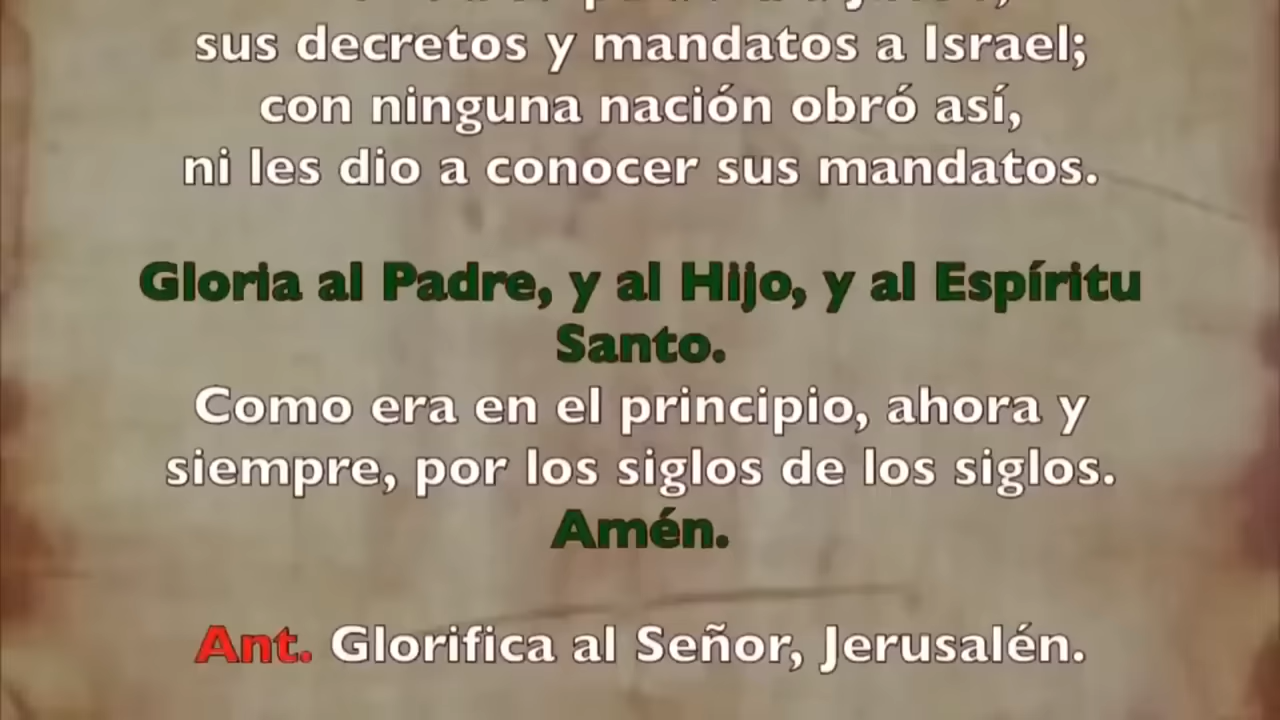 sus decretos y mandatos a Israel;
con ninguna nación obró así,
ni les dio a conocer sus mandatos.
Gloria al Padre, y al Hijo, y al Espíritu
Santo.
Como era en el principio, ahora y
siempre, por los siglos de los siglos.
Amén.
Ant. Glorifica al Señor, Jerusalén.